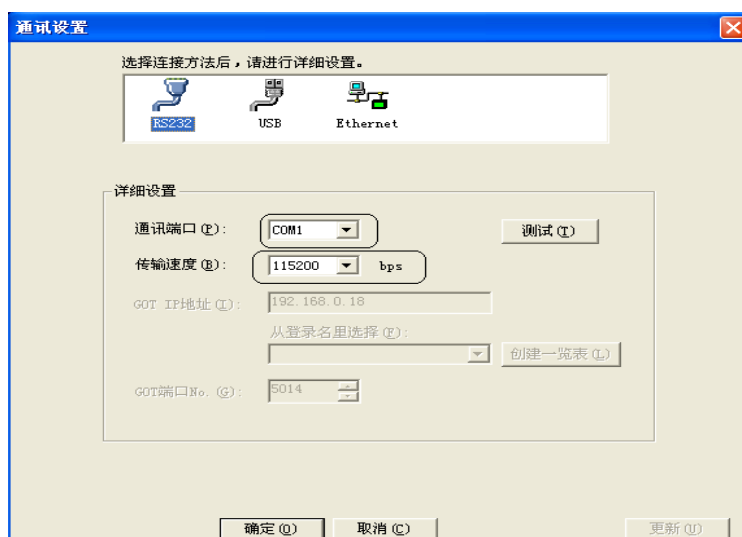 通讯设置
选择连接方法后，请进行详细设置。
RS232 USB Ethernet
详细设置
通讯端口(P): COM1 测试(T)
传输速度(B): 115200 bps
GOT IP地址(I): 192.168.0.18
从登录名里选择(F):
创建一览表(L)
GOT端口No.(G): 5014
确定(O) 取消(C) 更新(U)